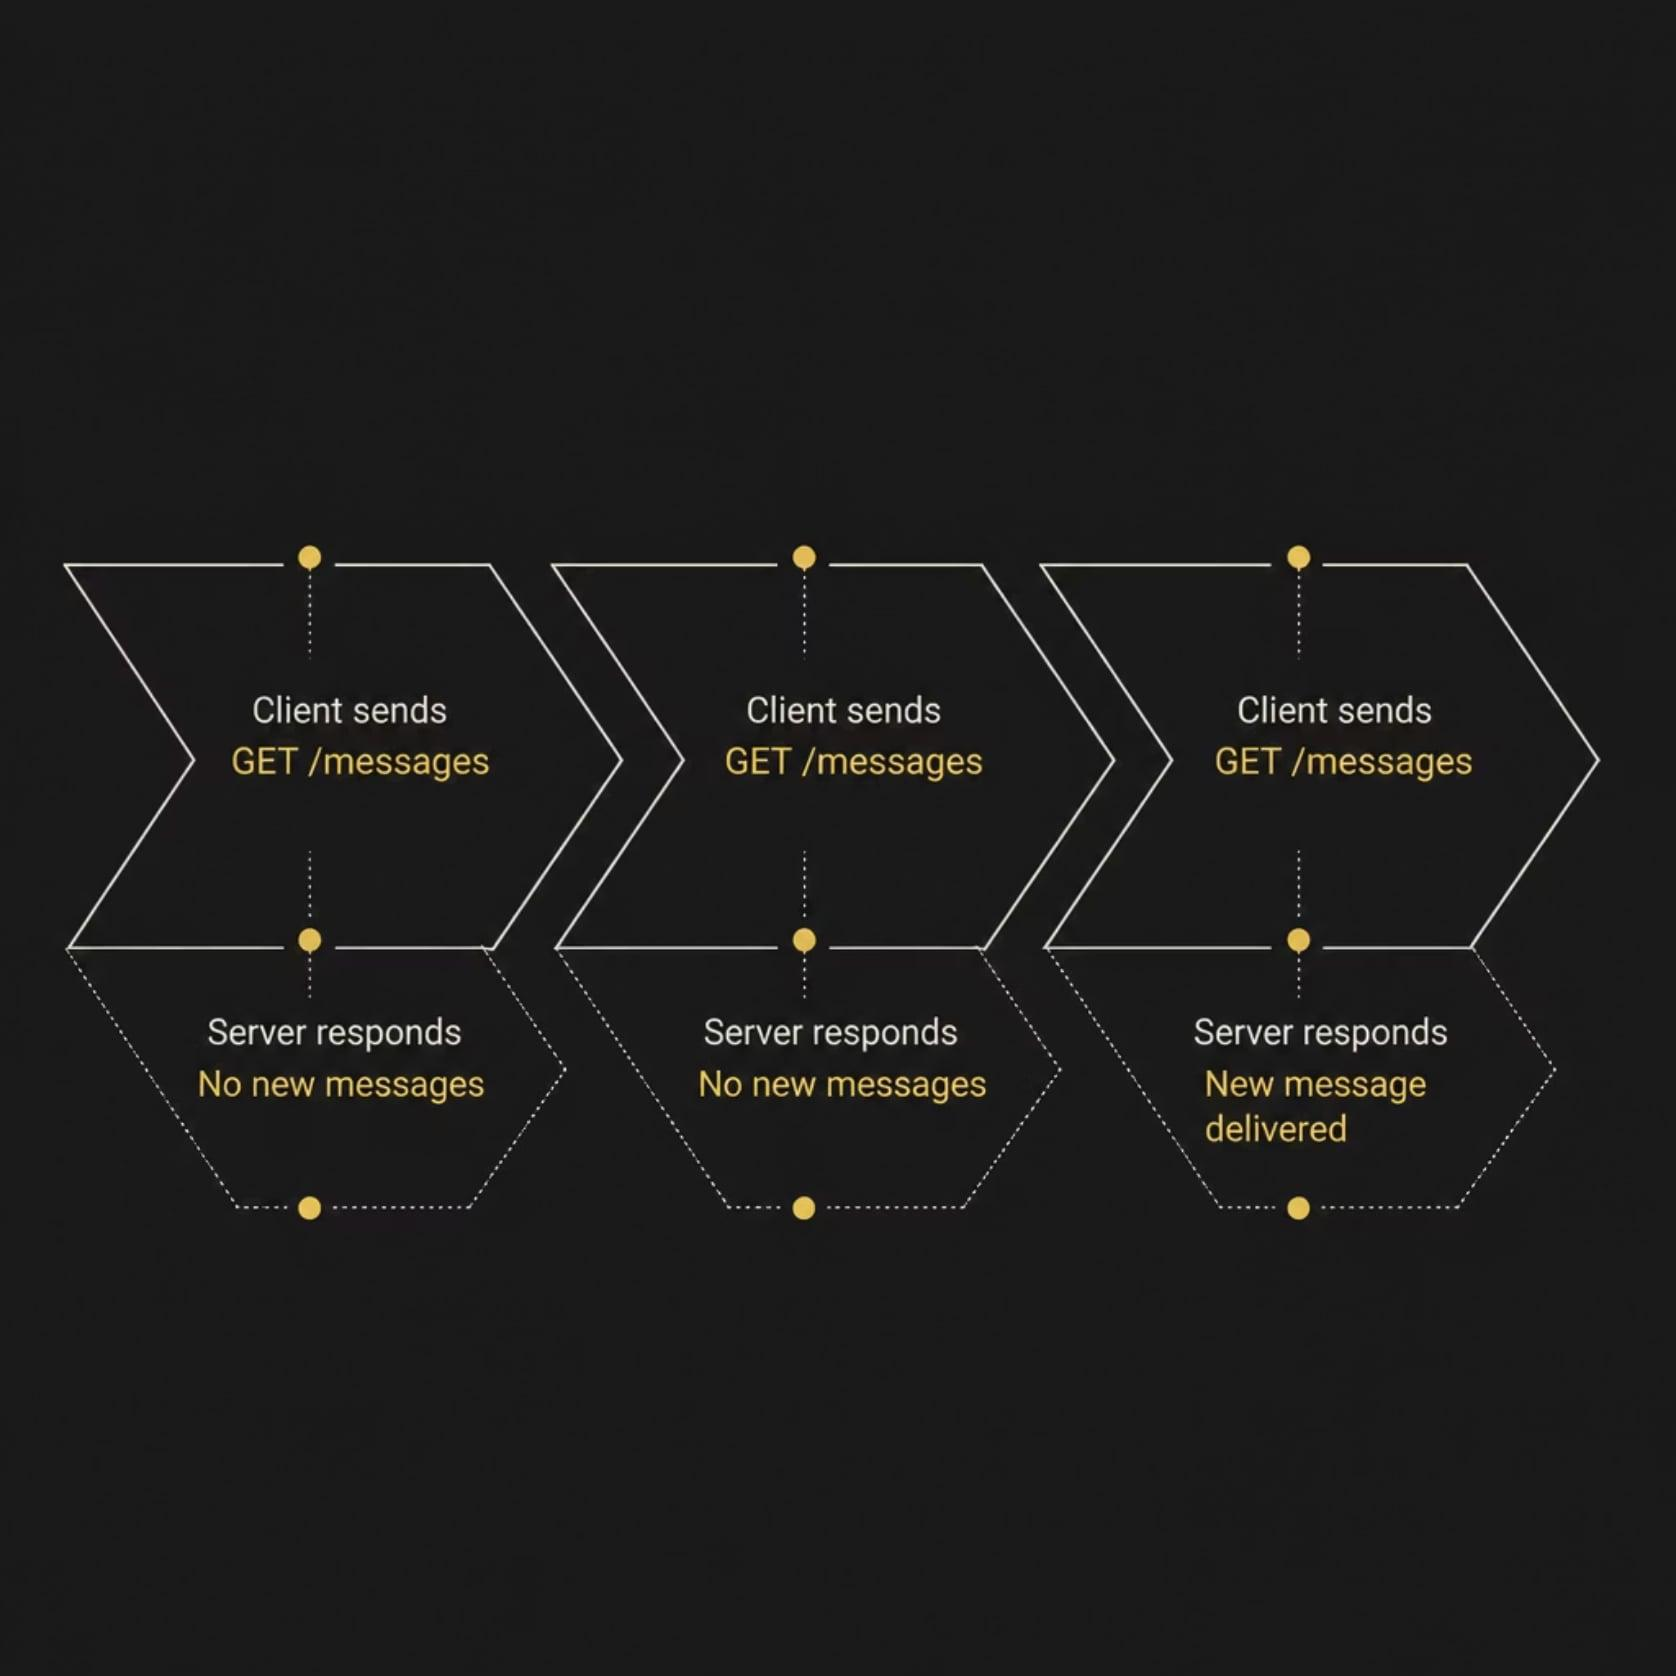 Client sends
GET /messages
Client sends
GET /messages
Client sends
GET /messages
Server responds
No new messages
Server responds
No new messages
Server responds
New message
delivered